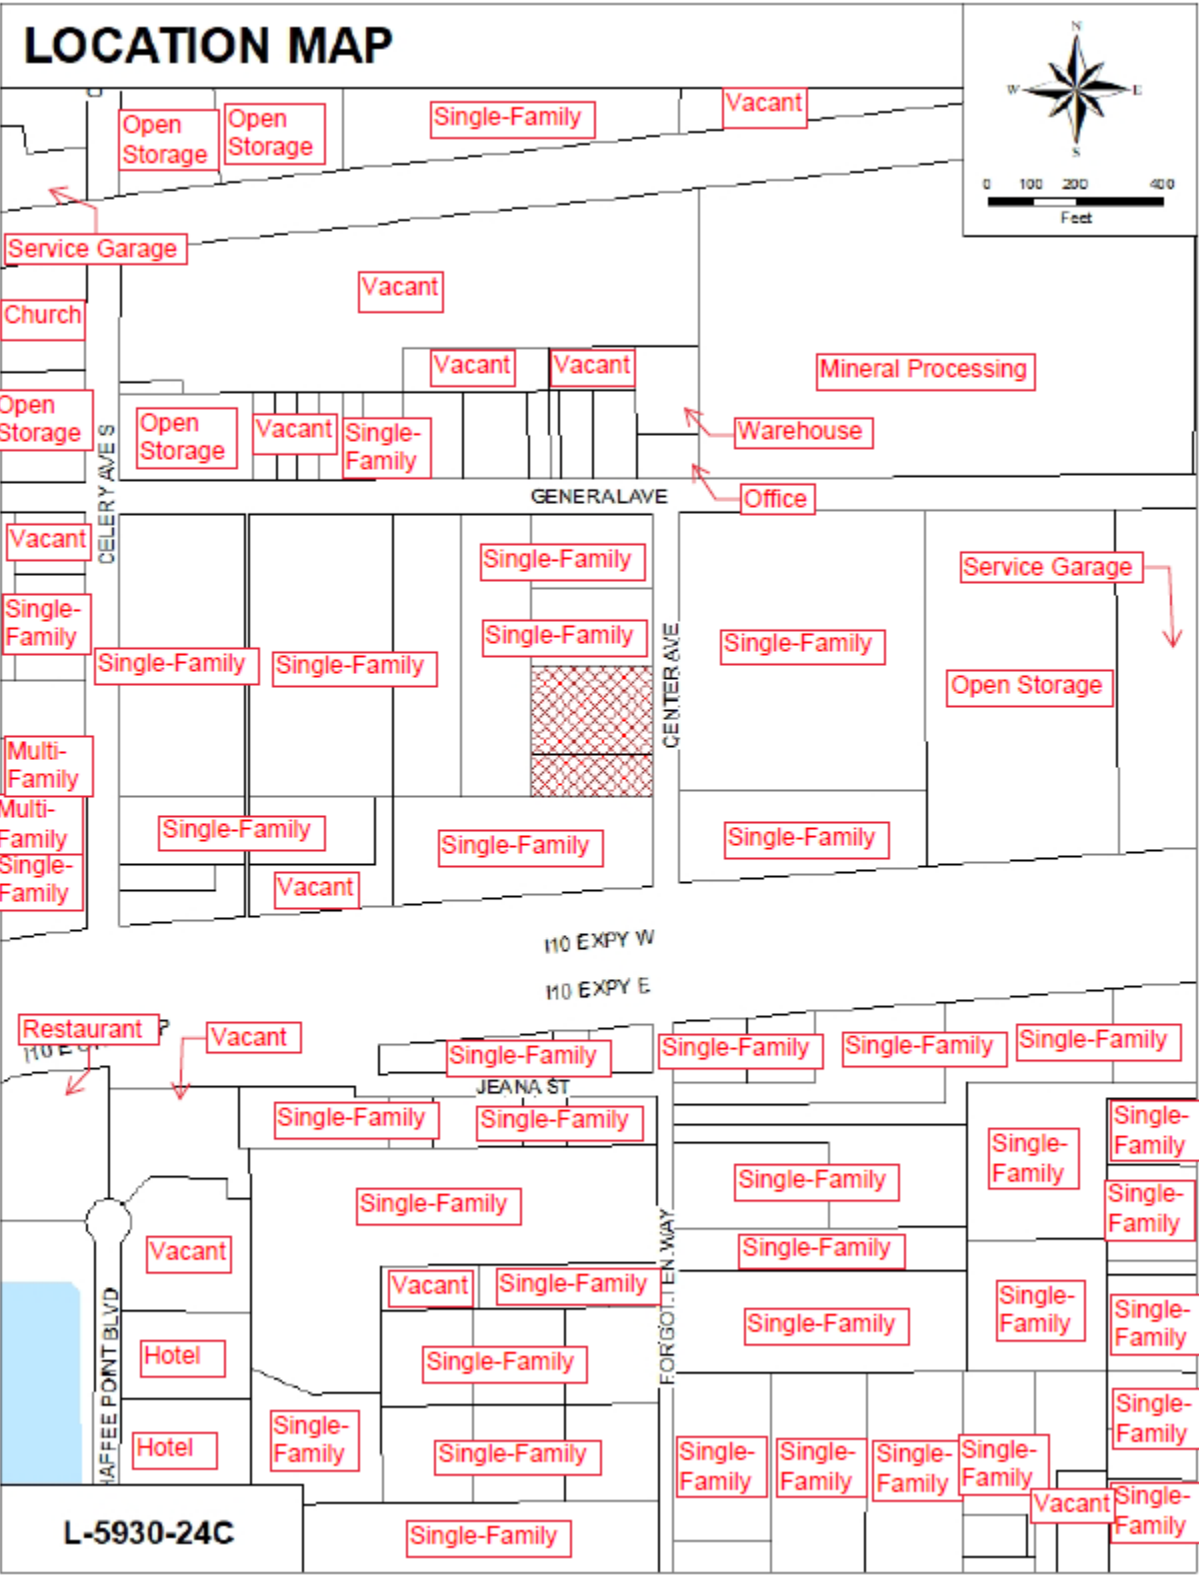 LOCATION MAP
N
W
E
S
0 100 200 400
Feet
Open
Storage
Open
Storage
Single-Family
Vacant
Service Garage
Church
Vacant
Vacant
Vacant
Mineral Processing
Open
Storage
CELERY AVE S
Open
Storage
Vacant
Single-
Family
Warehouse
GENERAL AVE
Office
Vacant
Single-Family
Service Garage
Single-
Family
Single-Family
Single-Family
Single-Family
Single-Family
CENTER AVE
Open Storage
Multi-
Family
Multi-
Family
Single-Family
Single-Family
Single-Family
Single-
Family
Vacant
I10 EXPY W
I10 EXPY E
Restaurant
Vacant
Single-Family
Single-Family
Single-Family
Single-Family
JEANA ST
Single-Family
Single-Family
Single-
Family
Single-
Family
Single-Family
Single-Family
Single-
Family
FORGOTTEN WAY
Vacant
Single-Family
Vacant
Single-Family
HAFFEE POINT BLVD
Single-
Family
Single-
Family
Single-Family
Hotel
Single-Family
Single-
Family
Single-
Family
Hotel
Single-Family
Single-
Family
Single-
Family
Single-
Family
Single-
Family
Vacant
Single-
Family
L-5930-24C
Single-Family